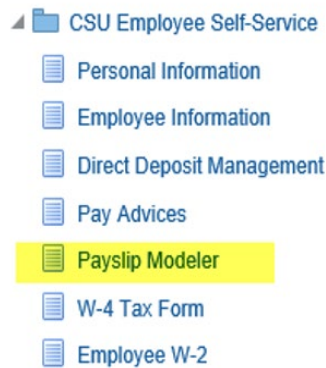 CSU Employee Self-Service
Personal Information
Employee Information
Direct Deposit Management
Pay Advices
Payslip Modeler
W-4 Tax Form
Employee W-2